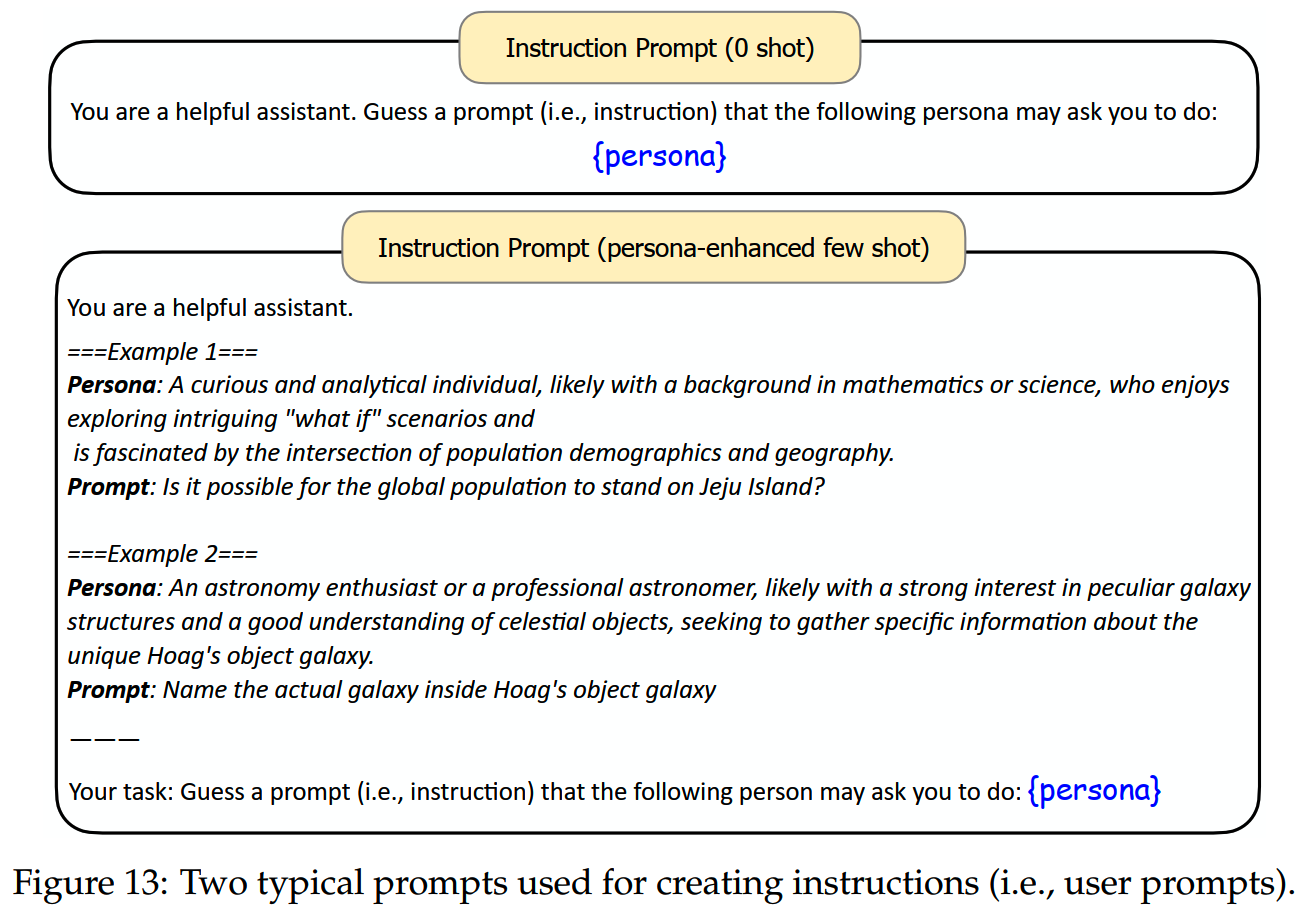 Instruction Prompt (0 shot)
You are a helpful assistant. Guess a prompt (i.e., instruction) that the following persona may ask you to do:
{persona}
Instruction Prompt (persona-enhanced few shot)
You are a helpful assistant.
===Example 1===
Persona: A curious and analytical individual, likely with a background in mathematics or science, who enjoys
exploring intriguing "what if" scenarios and
is fascinated by the intersection of population demographics and geography.
Prompt: Is it possible for the global population to stand on Jeju Island?
===Example 2===
Persona: An astronomy enthusiast or a professional astronomer, likely with a strong interest in peculiar galaxy
structures and a good understanding of celestial objects, seeking to gather specific information about the
unique Hoag's object galaxy.
Prompt: Name the actual galaxy inside Hoag's object galaxy
———
Your task: Guess a prompt (i.e., instruction) that the following person may ask you to do: {persona}
Figure 13: Two typical prompts used for creating instructions (i.e., user prompts).